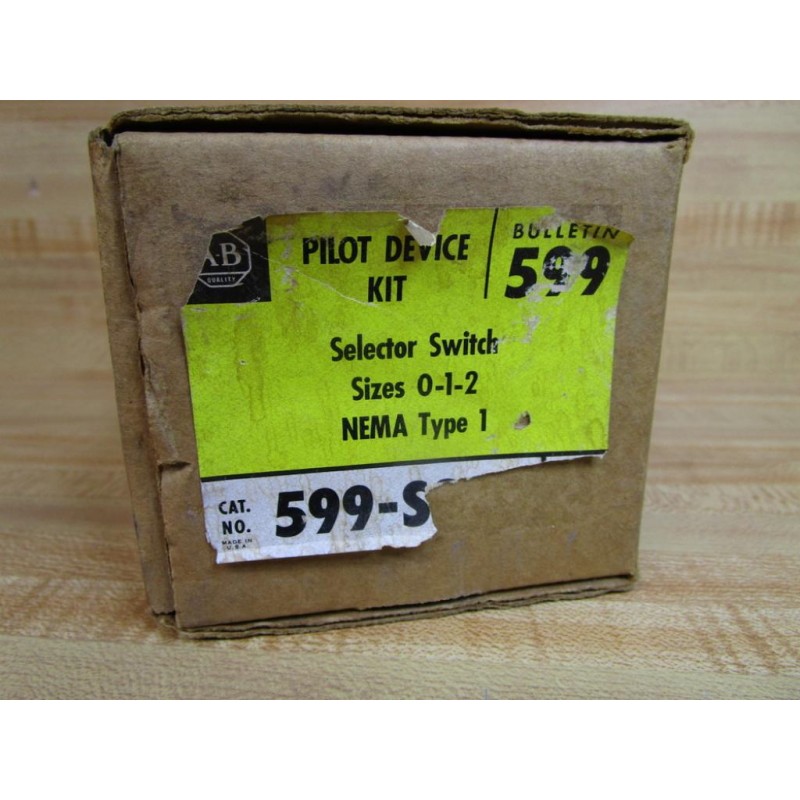 A-B
QUALITY
PILOT DEVICE
KIT
BULLETIN
599
Selector Switch
Sizes 0-1-2
NEMA Type 1
CAT.
NO.
599-S
MADE IN
U.S.A.